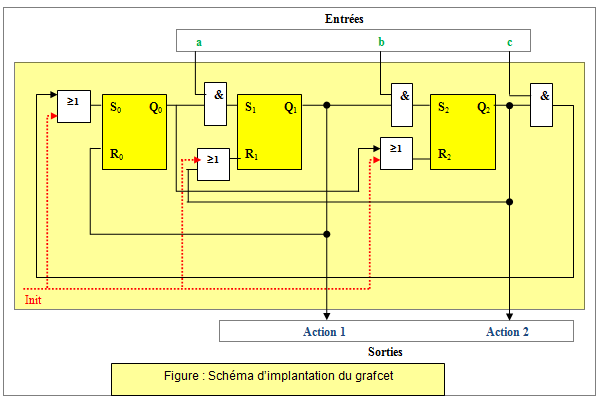 Entrées
a b c
≥1 S0 Q0 & S1 Q1 & S2 Q2 &
R0 ≥1 R1 ≥1 R2
Init
Action 1 Action 2
Sorties
Figure : Schéma d’implantation du grafcet